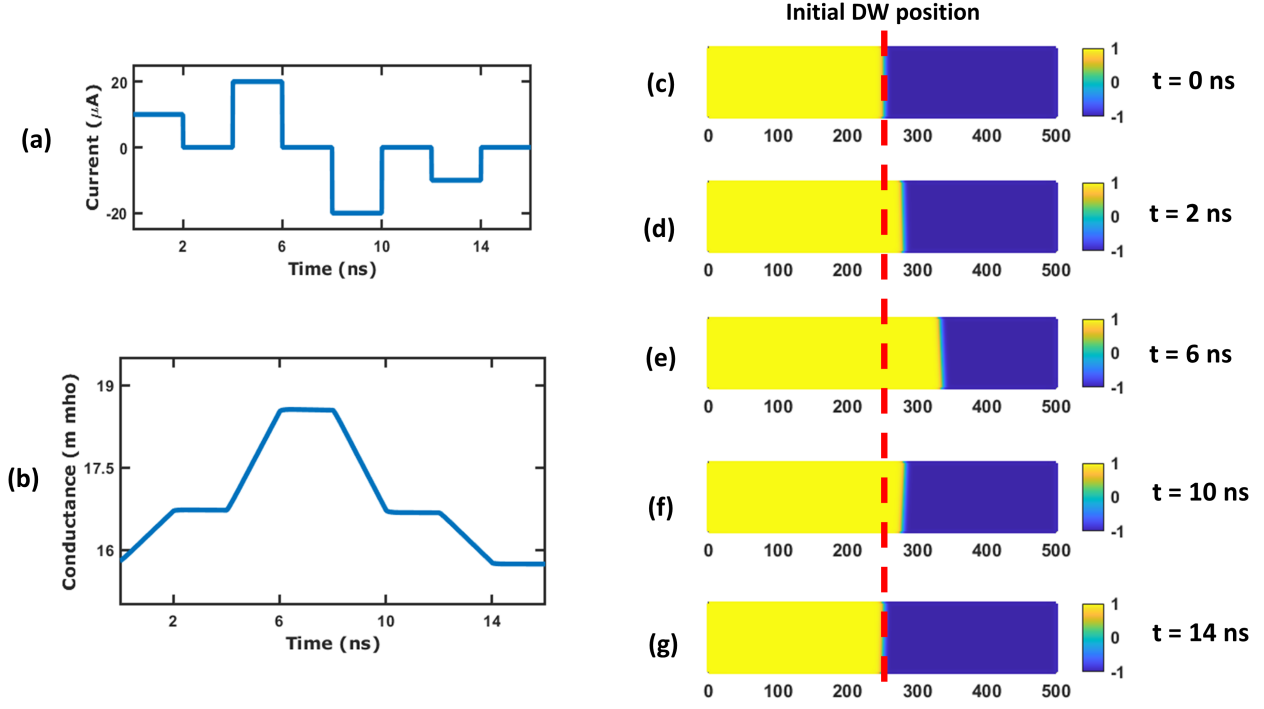 (a)
Current (μA)
20
0
-20
2 6 10 14
Time (ns)
(b)
Conductance (m mho)
19
17.5
16
2 6 10 14
Time (ns)
Initial DW position
(c)
0 100 200 300 400 500
1
0
-1
t = 0 ns
(d)
0 100 200 300 400 500
1
0
-1
t = 2 ns
(e)
0 100 200 300 400 500
1
0
-1
t = 6 ns
(f)
0 100 200 300 400 500
1
0
-1
t = 10 ns
(g)
0 100 200 300 400 500
1
0
-1
t = 14 ns